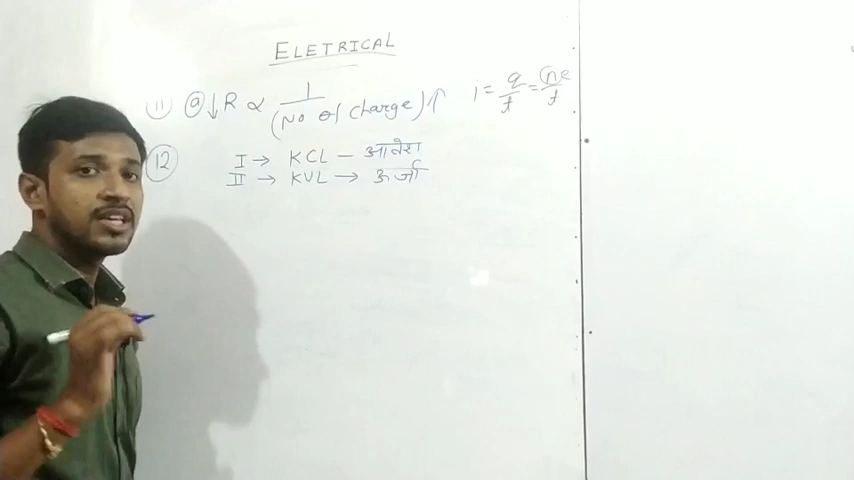 ELETRICAL
11 a ↓ R ∝ 1/(No of charge) ↑ i = q/t = ne/t
12 I → KCL - आवेश
II → KVL → ऊर्जा